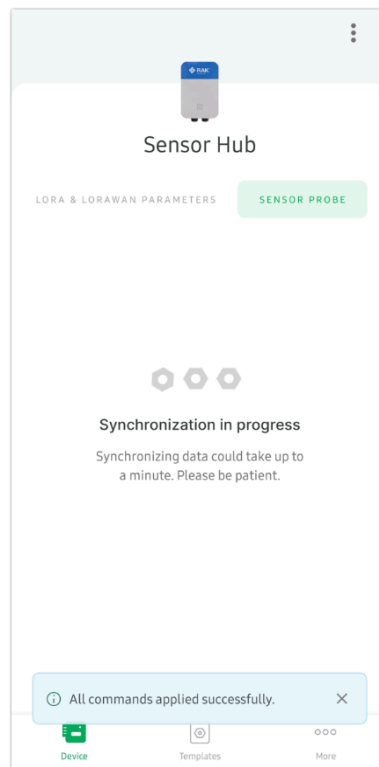 RAK
Sensor Hub
LORA & LORAWAN PARAMETERS
SENSOR PROBE
Synchronization in progress
Synchronizing data could take up to
a minute. Please be patient.
All commands applied successfully.
Device
Templates
More